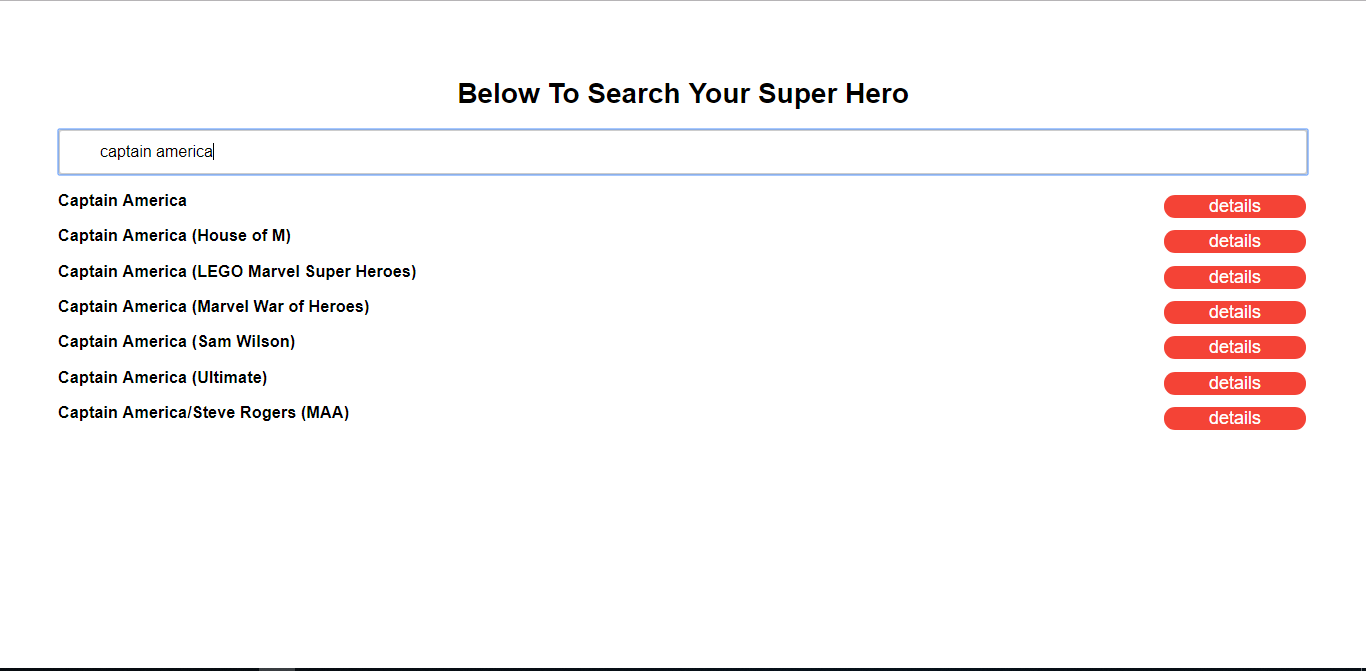 Below To Search Your Super Hero
captain america
Captain America details
Captain America (House of M) details
Captain America (LEGO Marvel Super Heroes) details
Captain America (Marvel War of Heroes) details
Captain America (Sam Wilson) details
Captain America (Ultimate) details
Captain America/Steve Rogers (MAA) details